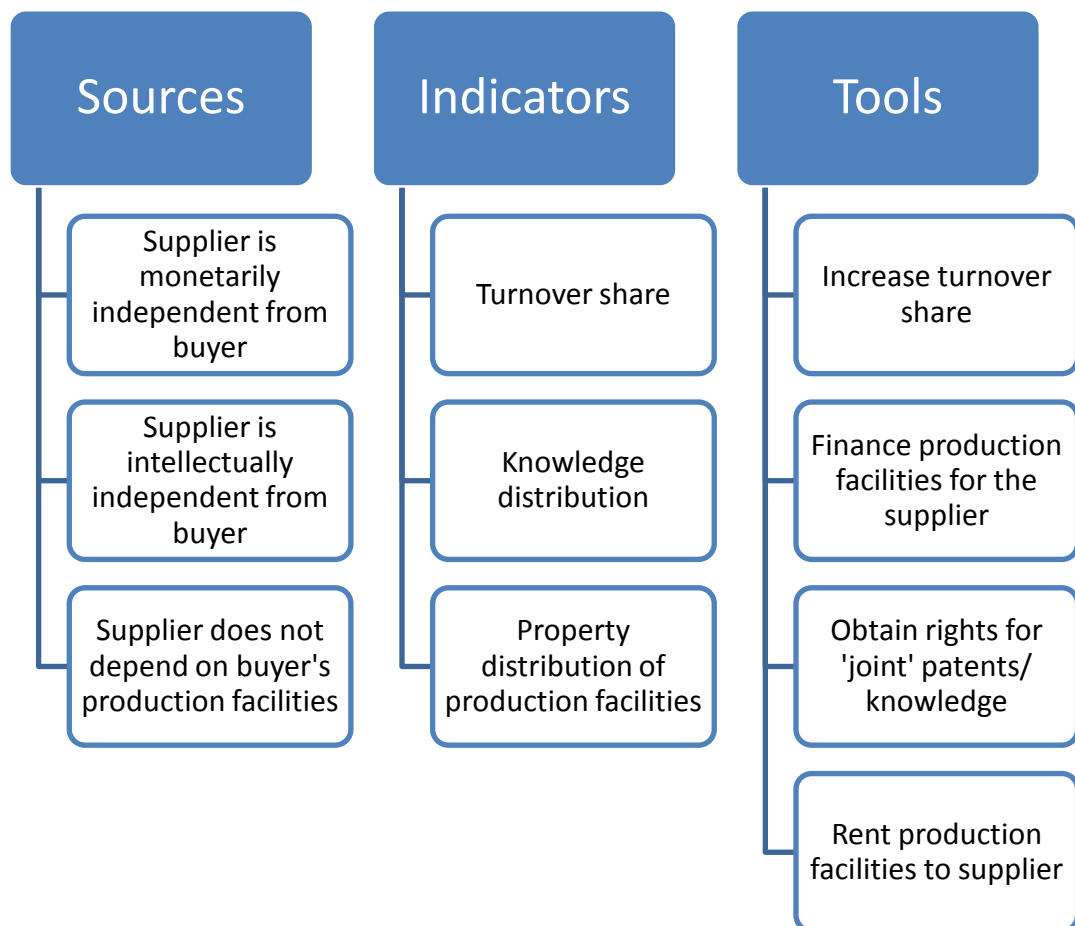 Sources
Supplier is
monetarily
independent from
buyer
Supplier is
intellectually
independent from
buyer
Supplier does not
depend on buyer's
production facilities
Indicators
Turnover share
Knowledge
distribution
Property
distribution of
production facilities
Tools
Increase turnover
share
Finance production
facilities for the
supplier
Obtain rights for
'joint' patents/
knowledge
Rent production
facilities to supplier